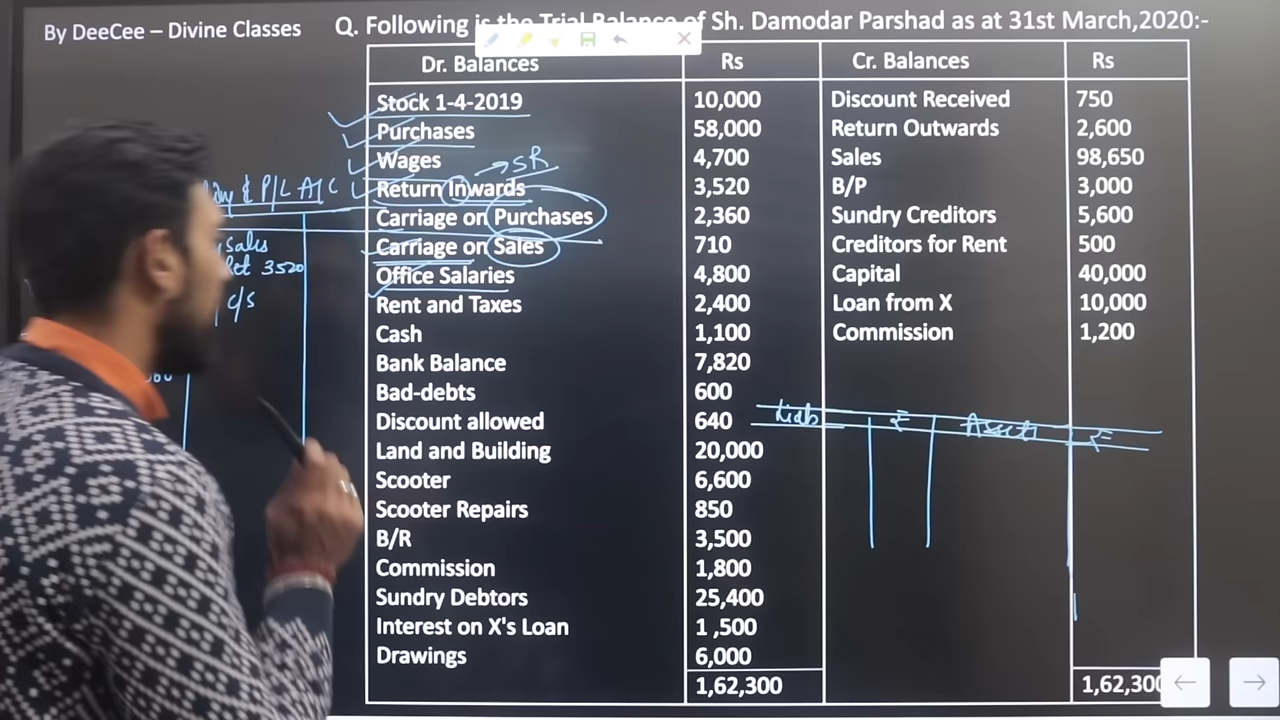 By DeeCee – Divine Classes
Q. Following is the Trial Balance of Sh. Damodar Parshad as at 31st March,2020:-
Dr. Balances Rs Cr. Balances Rs
Stock 1-4-2019 10,000 Discount Received 750
Purchases 58,000 Return Outwards 2,600
Wages 4,700 Sales 98,650
→ SR
Return Inwards 3,520 B/P 3,000
& P/L A/C
Carriage on Purchases 2,360 Sundry Creditors 5,600
Sales
Carriage on Sales 710 Creditors for Rent 500
3520
Office Salaries 4,800 Capital 40,000
c/s
Rent and Taxes 2,400 Loan from X 10,000
Cash 1,100 Commission 1,200
Bank Balance 7,820
Bad-debts 600
Discount allowed 640
Liab ₹ Assets ₹
Land and Building 20,000
Scooter 6,600
Scooter Repairs 850
B/R 3,500
Commission 1,800
Sundry Debtors 25,400
Interest on X's Loan 1 ,500
Drawings 6,000
1,62,300 1,62,300